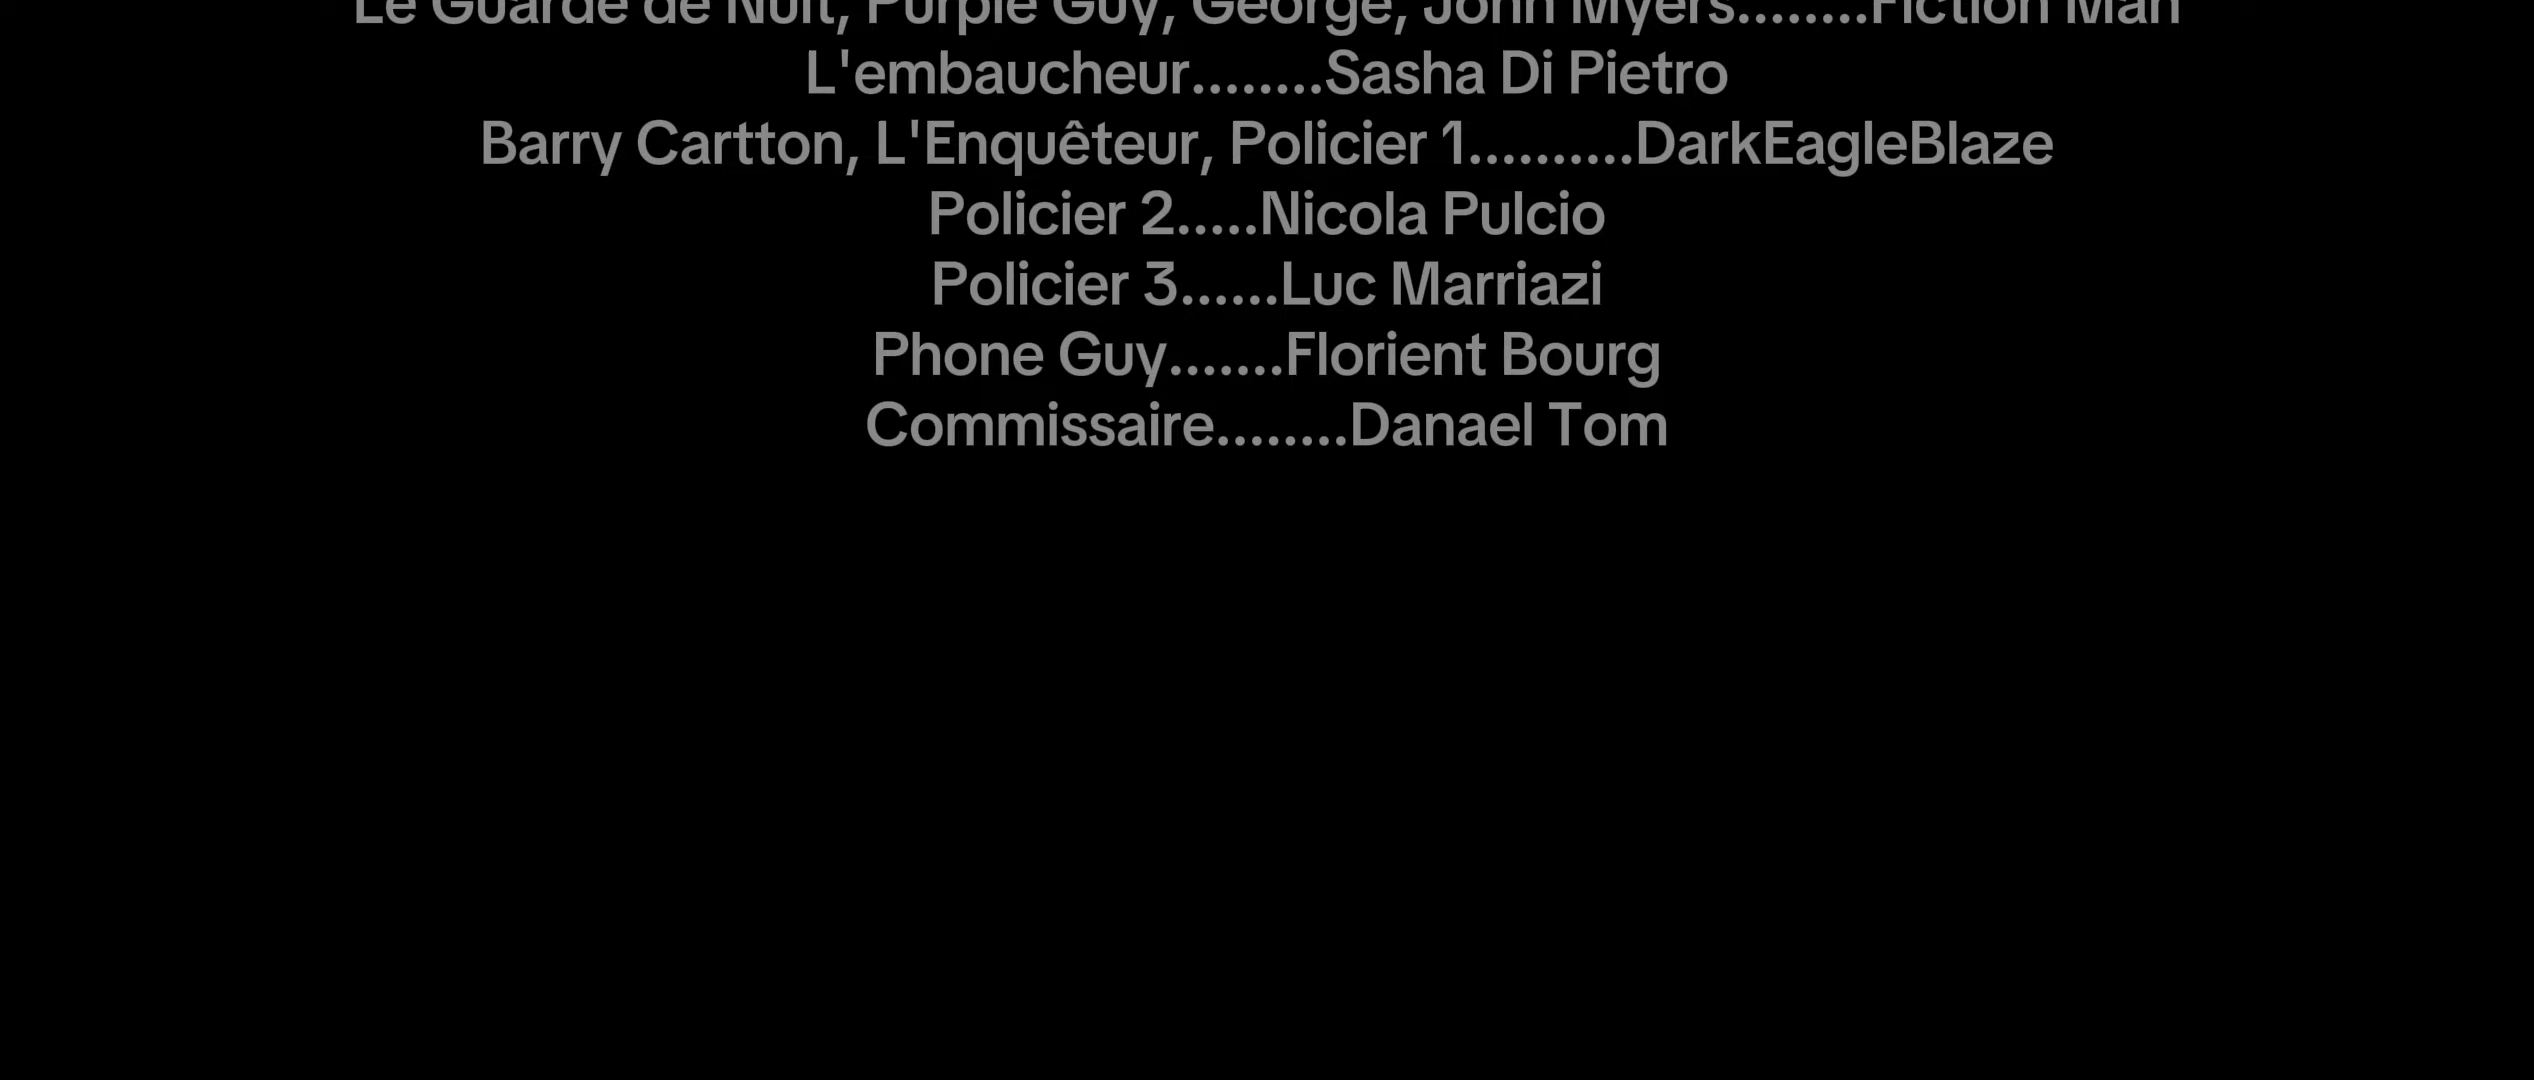 Le Guarde de Nuit, Purple Guy, George, John Myers........Fiction Man
L'embaucheur........Sasha Di Pietro
Barry Cartton, L'Enquêteur, Policier 1..........DarkEagleBlaze
Policier 2.....Nicola Pulcio
Policier 3......Luc Marriazi
Phone Guy.......Florient Bourg
Commissaire........Danael Tom